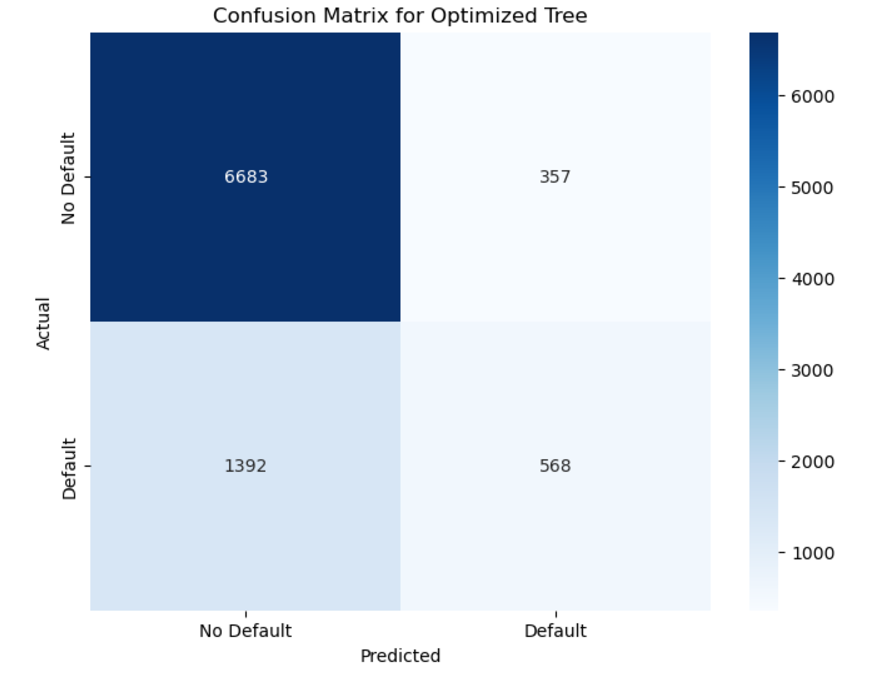 Confusion Matrix for Optimized Tree
No Default
Default
Actual
6683
357
1392
568
No Default
Default
Predicted
6000
5000
4000
3000
2000
1000